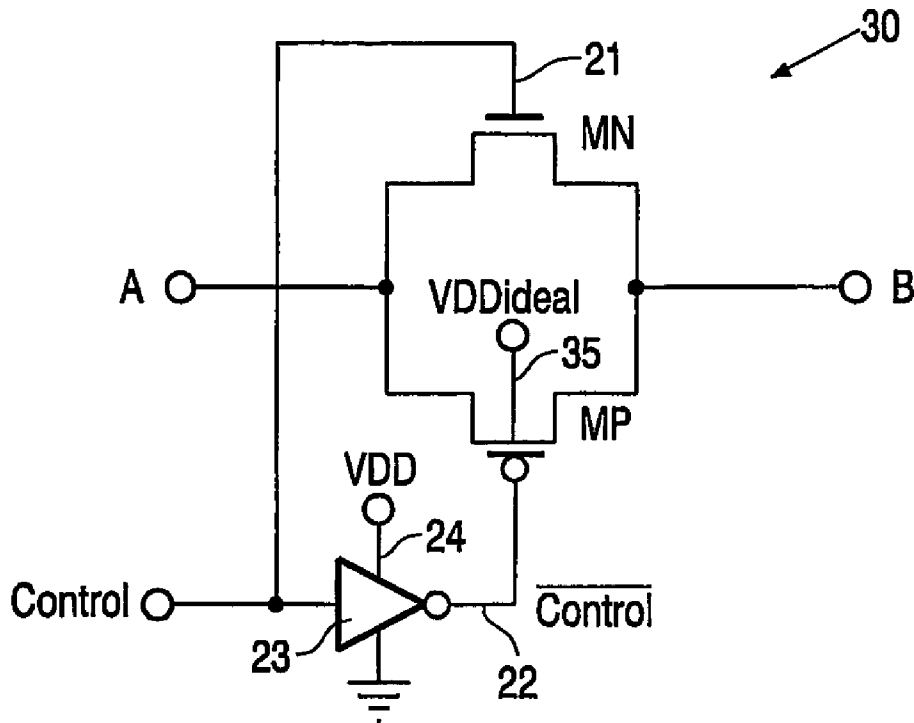 30
21
MN
A
VDDideal
B
35
MP
VDD
24
Control
Control
23
22